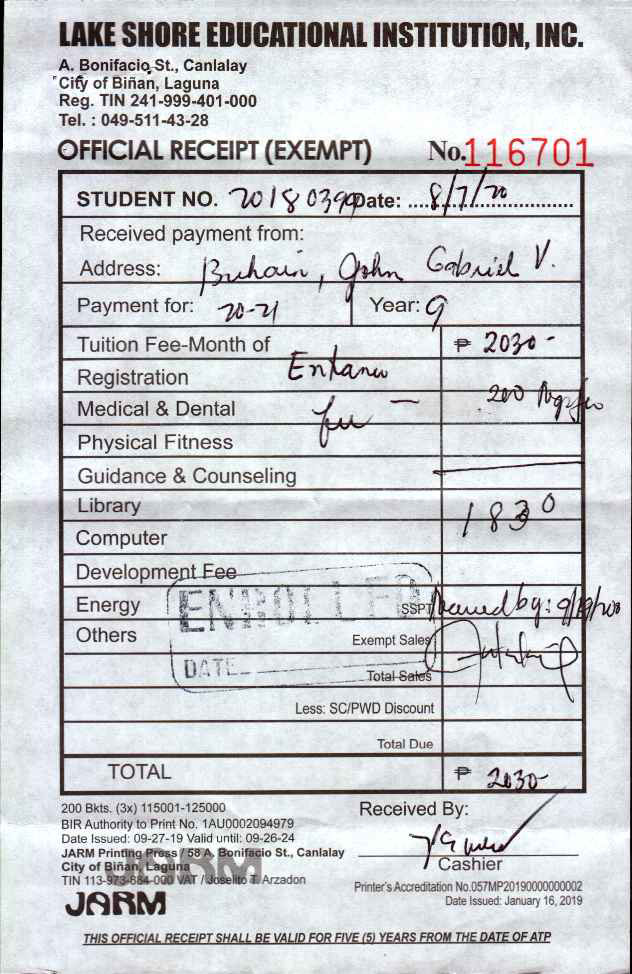 LAKE SHORE EDUCATIONAL INSTITUTION, INC.
A. Bonifacio St., Canlalay
City of Biñan, Laguna
Reg. TIN 241-999-401-000
Tel. : 049-511-43-28
OFFICIAL RECEIPT (EXEMPT) No. 116701
STUDENT NO. 20180399 Date: 8/7/20
Received payment from:
Address: Buhain, John Gabriel V.
Payment for: 20-21 Year: 9
Tuition Fee-Month of ₱ 2030-
Registration Entrance
Medical & Dental fee - 200
Physical Fitness
Guidance & Counseling
Library 1830
Computer
Development Fee
Energy ENROLLED SSPT Received by:
Others Exempt Sales
DATE Total Sales
Less: SC/PWD Discount
Total Due
TOTAL ₱ 2030-
200 Bkts. (3x) 115001-125000 Received By:
BIR Authority to Print No. 1AU0002094979
Date Issued: 09-27-19 Valid until: 09-26-24
JARM Printing Press / 58 A. Bonifacio St., Canlalay
City of Biñan, Laguna Cashier
TIN 113-973-684-000 VAT / Joselito T. Arzadon
JARM
Printer's Accreditation No.057MP20190000000002
Date Issued: January 16, 2019
THIS OFFICIAL RECEIPT SHALL BE VALID FOR FIVE (5) YEARS FROM THE DATE OF ATP